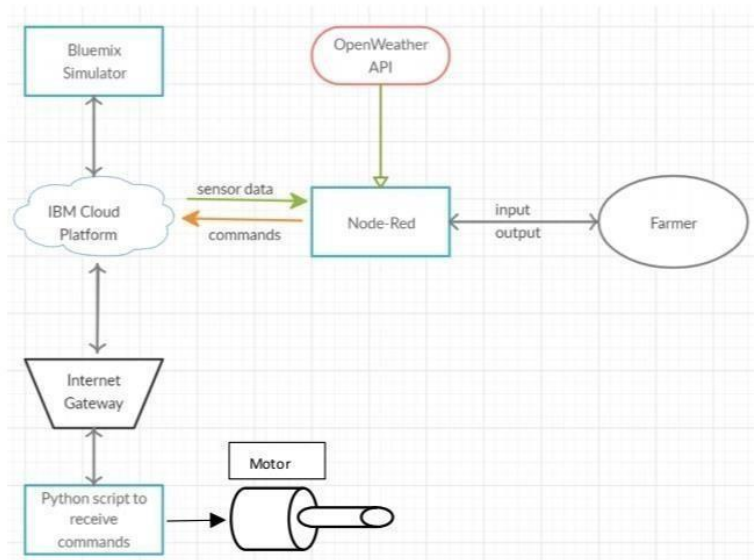 Bluemix
Simulator
OpenWeather
API
IBM Cloud
Platform
sensor data
commands
Node-Red
input
output
Farmer
Internet
Gateway
Motor
Python script to
receive
commands